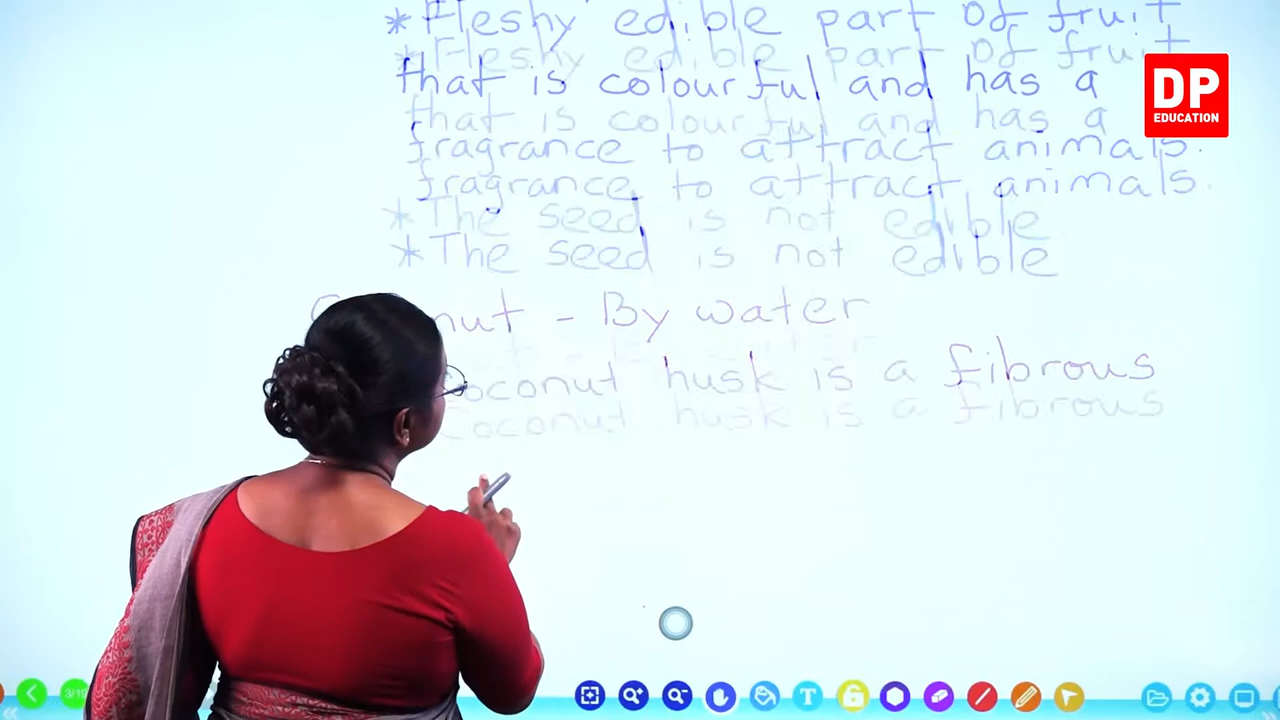 *Fleshy edible part of fruit
*Fleshy edible part of fruit
that is colourful and has a
that is colourful and has a
fragrance to attract animals.
fragrance to attract animals.
*The seed is not edible
*The seed is not edible
nut - By water
coconut husk is a fibrous
coconut husk is a fibrous
DP
EDUCATION
3/19
T